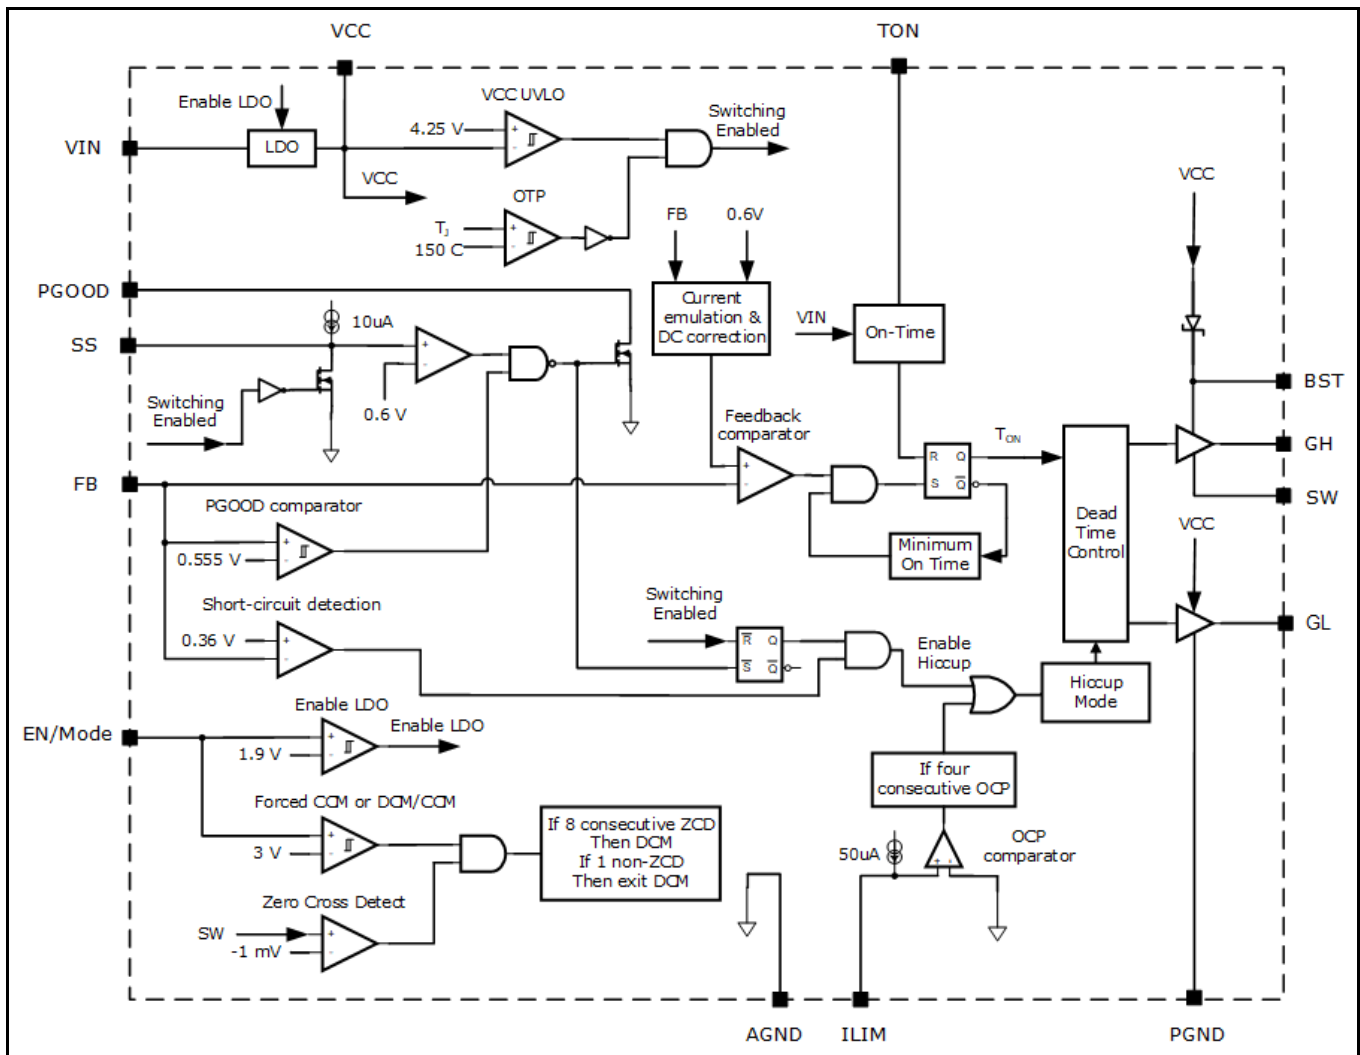 VCC
TON
Enable LDO
VCC UVLO
Switching
Enabled
4.25 V
+
-
VIN
LDO
VCC
VCC
OTP
TJ
150 C
+
-
FB
0.6V
PGOOD
Current
emulation &
DC correction
10uA
VIN
On-Time
SS
+
-
0.6 V
BST
Switching
Enabled
Feedback
comparator
TON
GH
R Q
S Q
+
-
FB
SW
PGOOD comparator
VCC
Dead
Time
Control
+
-
0.555 V
Minimum
On Time
Switching
Enabled
Short-circuit detection
0.36 V
+
-
GL
R Q
S Q
Enable
Hiccup
Hiccup
Mode
Enable LDO
Enable LDO
EN/Mode
+
-
1.9 V
If four
consecutive OCP
Forced CCM or DCM/CCM
+
-
3 V
If 8 consecutive ZCD
Then DCM
If 1 non-ZCD
Then exit DCM
OCP
comparator
50uA
+ -
Zero Cross Detect
SW
-1 mV
+
-
AGND
ILIM
PGND